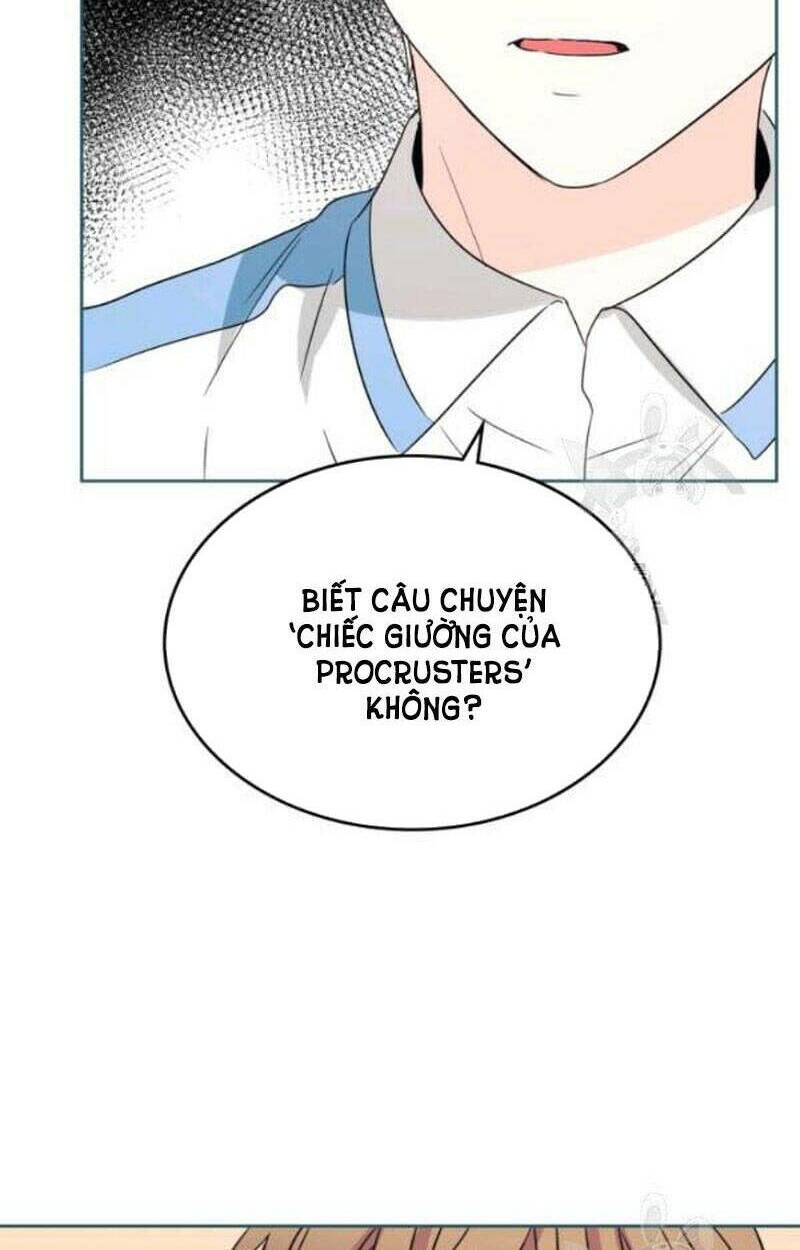 BIẾT CÂU CHUYỆN
‘CHIẾC GIƯỜNG CỦA
PROCRUSTERS’
KHÔNG?